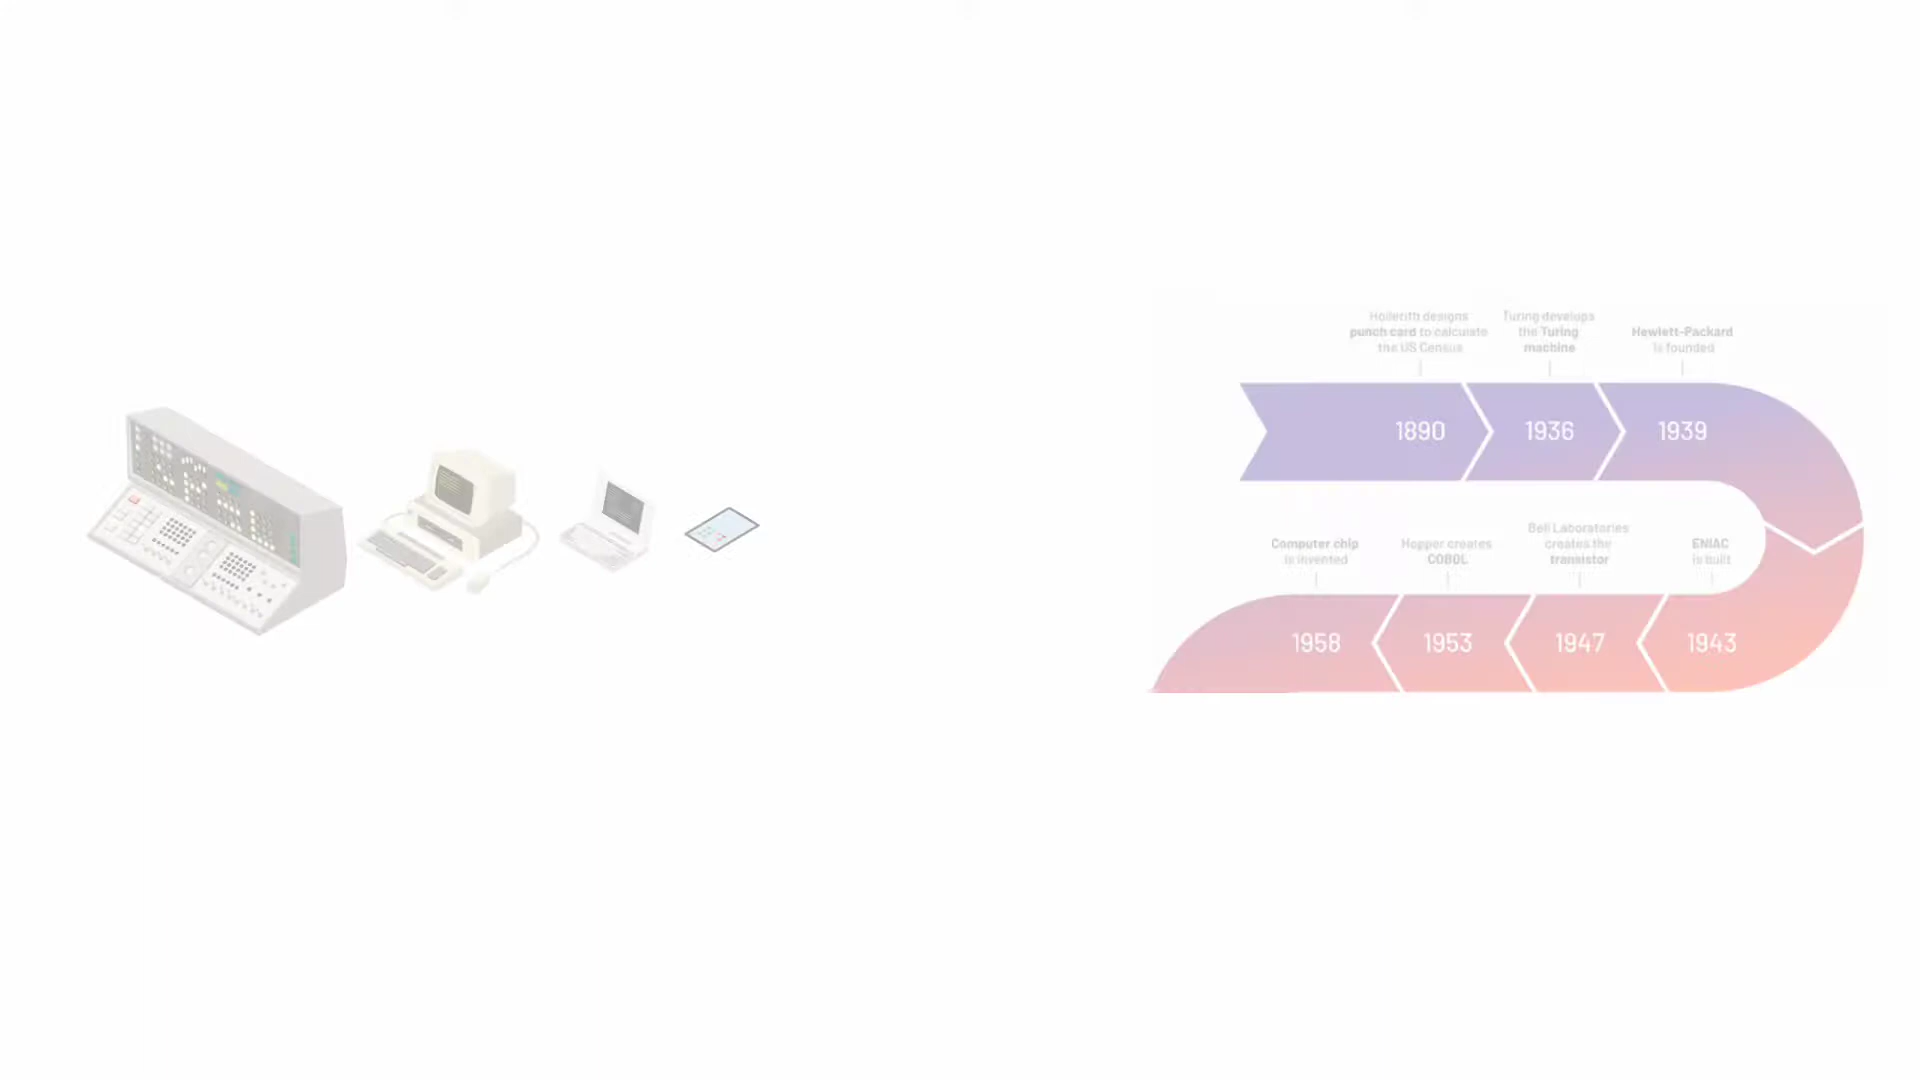 Hollerith designs
punch card to calculate
the US Census
Turing develops
the Turing
machine
Hewlett-Packard
is founded
1890
1936
1939
Computer chip
is invented
Hopper creates
COBOL
Bell Laboratories
creates the
transistor
ENIAC
is built
1958
1953
1947
1943